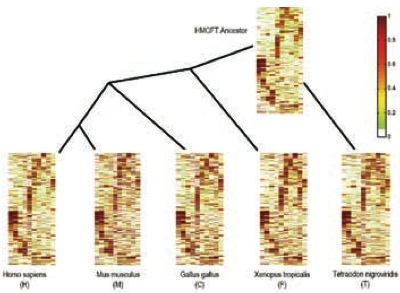 IHMCFT Ancestor
1
0.8
0.6
0.4
0.2
0
Homo sapiens
(H)
Mus musculus
(M)
Gallus gallus
(C)
Xenopus tropicalis
(F)
Tetraodon nigroviridis
(T)